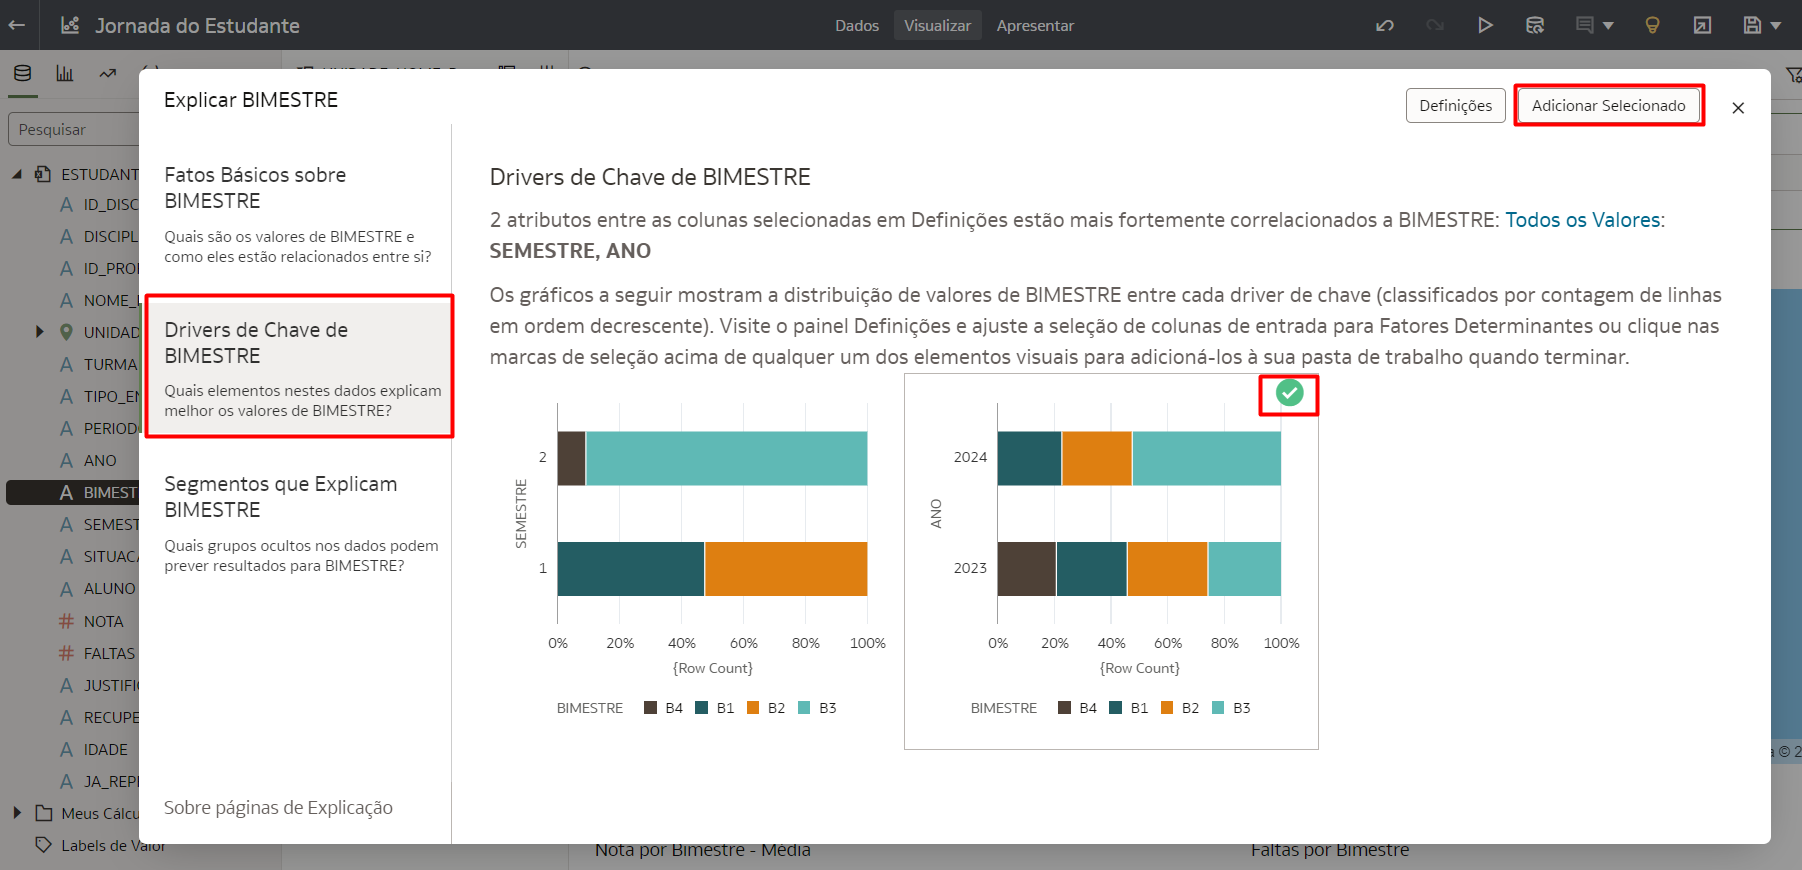 Jornada do Estudante
Dados
Visualizar
Apresentar
Pesquisar
ESTUDANT
ID_DISC
DISCIPL
ID_PRO
NOME_
UNIDAD
TURMA
TIPO_EN
PERIOD
ANO
BIMEST
SEMEST
SITUAC
ALUNO
NOTA
FALTAS
JUSTIFI
RECUPE
IDADE
JA_REP
Meus Cálcu
Labels de Valor
Explicar BIMESTRE
Definições
Adicionar Selecionado
Fatos Básicos sobre
BIMESTRE
Quais são os valores de BIMESTRE e
como eles estão relacionados entre si?
Drivers de Chave de
BIMESTRE
Quais elementos nestes dados explicam
melhor os valores de BIMESTRE?
Segmentos que Explicam
BIMESTRE
Quais grupos ocultos nos dados podem
prever resultados para BIMESTRE?
Sobre páginas de Explicação
Drivers de Chave de BIMESTRE
2 atributos entre as colunas selecionadas em Definições estão mais fortemente correlacionados a BIMESTRE: Todos os Valores:
SEMESTRE, ANO
Os gráficos a seguir mostram a distribuição de valores de BIMESTRE entre cada driver de chave (classificados por contagem de linhas
em ordem decrescente). Visite o painel Definições e ajuste a seleção de colunas de entrada para Fatores Determinantes ou clique nas
marcas de seleção acima de qualquer um dos elementos visuais para adicioná-los à sua pasta de trabalho quando terminar.
SEMESTRE
2
1
0% 20% 40% 60% 80% 100%
{Row Count}
BIMESTRE B4 B1 B2 B3
ANO
2024
2023
0% 20% 40% 60% 80% 100%
{Row Count}
BIMESTRE B4 B1 B2 B3
a © 2
Nota por Bimestre - Média
Faltas por Bimestre